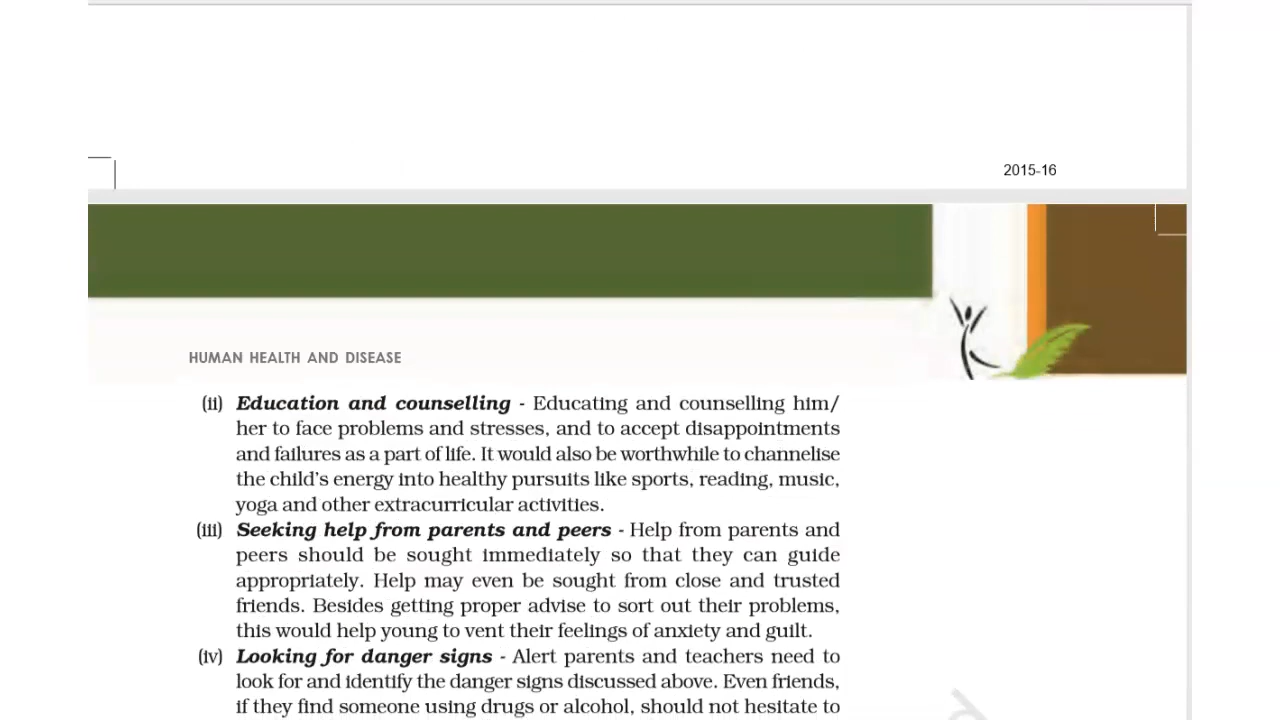 2015-16
HUMAN HEALTH AND DISEASE
(ii) Education and counselling - Educating and counselling him/
her to face problems and stresses, and to accept disappointments
and failures as a part of life. It would also be worthwhile to channelise
the child's energy into healthy pursuits like sports, reading, music,
yoga and other extracurricular activities.
(iii) Seeking help from parents and peers - Help from parents and
peers should be sought immediately so that they can guide
appropriately. Help may even be sought from close and trusted
friends. Besides getting proper advise to sort out their problems,
this would help young to vent their feelings of anxiety and guilt.
(iv) Looking for danger signs - Alert parents and teachers need to
look for and identify the danger signs discussed above. Even friends,
if they find someone using drugs or alcohol, should not hesitate to